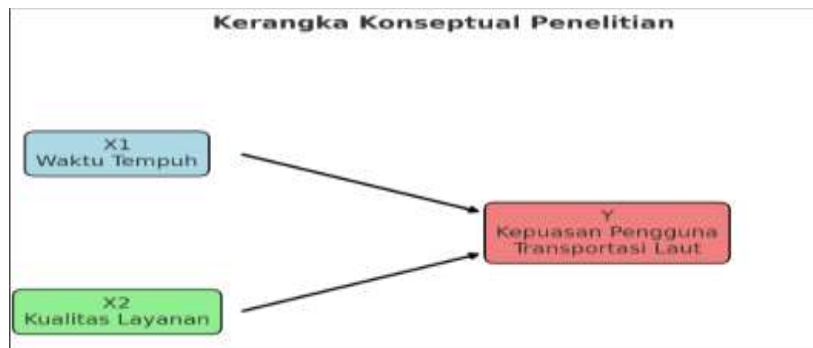 Kerangka Konseptual Penelitian
X1
Waktu Tempuh
Y
Kepuasan Pengguna
Transportasi Laut
X2
Kualitas Layanan